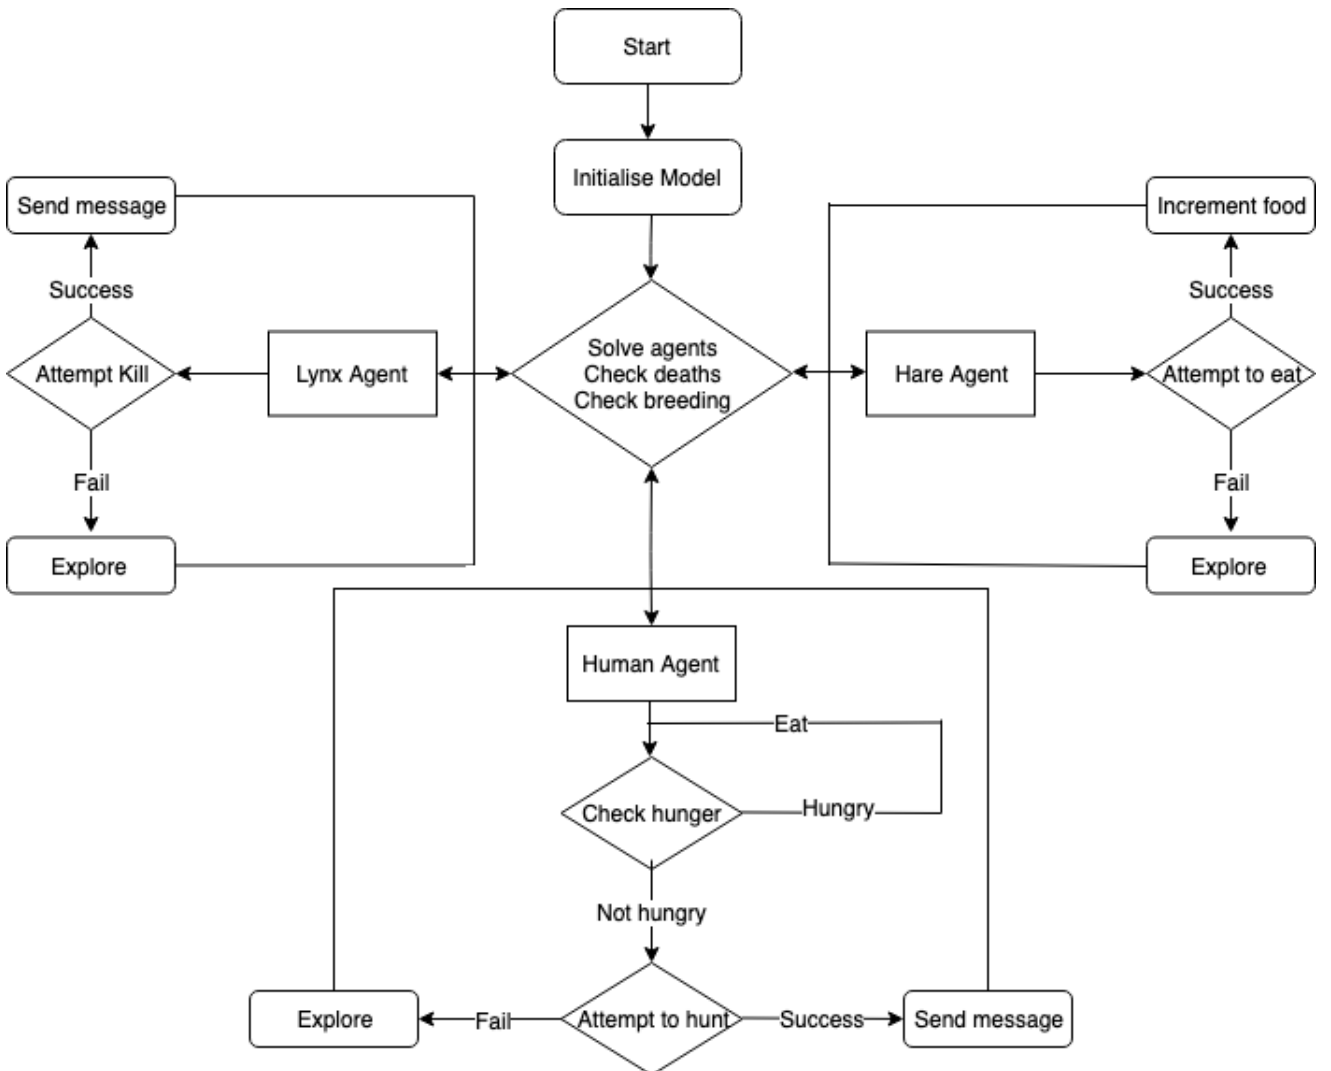 Start
Initialise Model
Send message
Increment food
Success
Success
Attempt Kill
Lynx Agent
Solve agents
Check deaths
Check breeding
Hare Agent
Attempt to eat
Fail
Fail
Explore
Explore
Human Agent
Eat
Check hunger
Hungry
Not hungry
Explore
Fail
Attempt to hunt
Success
Send message